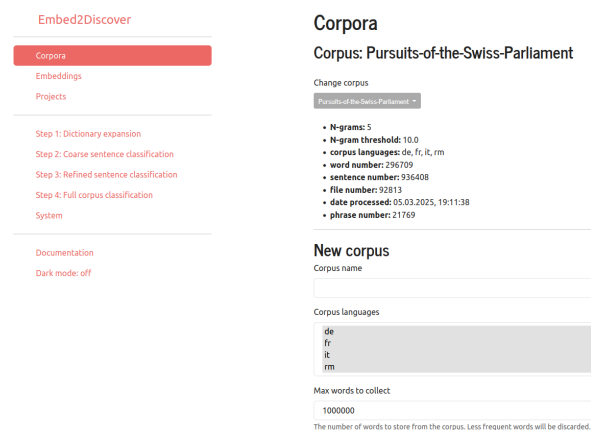 Embed2Discover
Corpora
Embeddings
Projects
Step 1: Dictionary expansion
Step 2: Coarse sentence classification
Step 3: Refined sentence classification
Step 4: Full corpus classification
System
Documentation
Dark mode: off
Corpora
Corpus: Pursuits-of-the-Swiss-Parliament
Change corpus
Pursuits-of-the-Swiss-Parliament
• N-grams: 5
• N-gram threshold: 10.0
• corpus languages: de, fr, it, rm
• word number: 296709
• sentence number: 936408
• file number: 92813
• date processed: 05.03.2025, 19:11:38
• phrase number: 21769
New corpus
Corpus name
Corpus languages
de
fr
it
rm
Max words to collect
1000000
The number of words to store from the corpus. Less frequent words will be discarded.